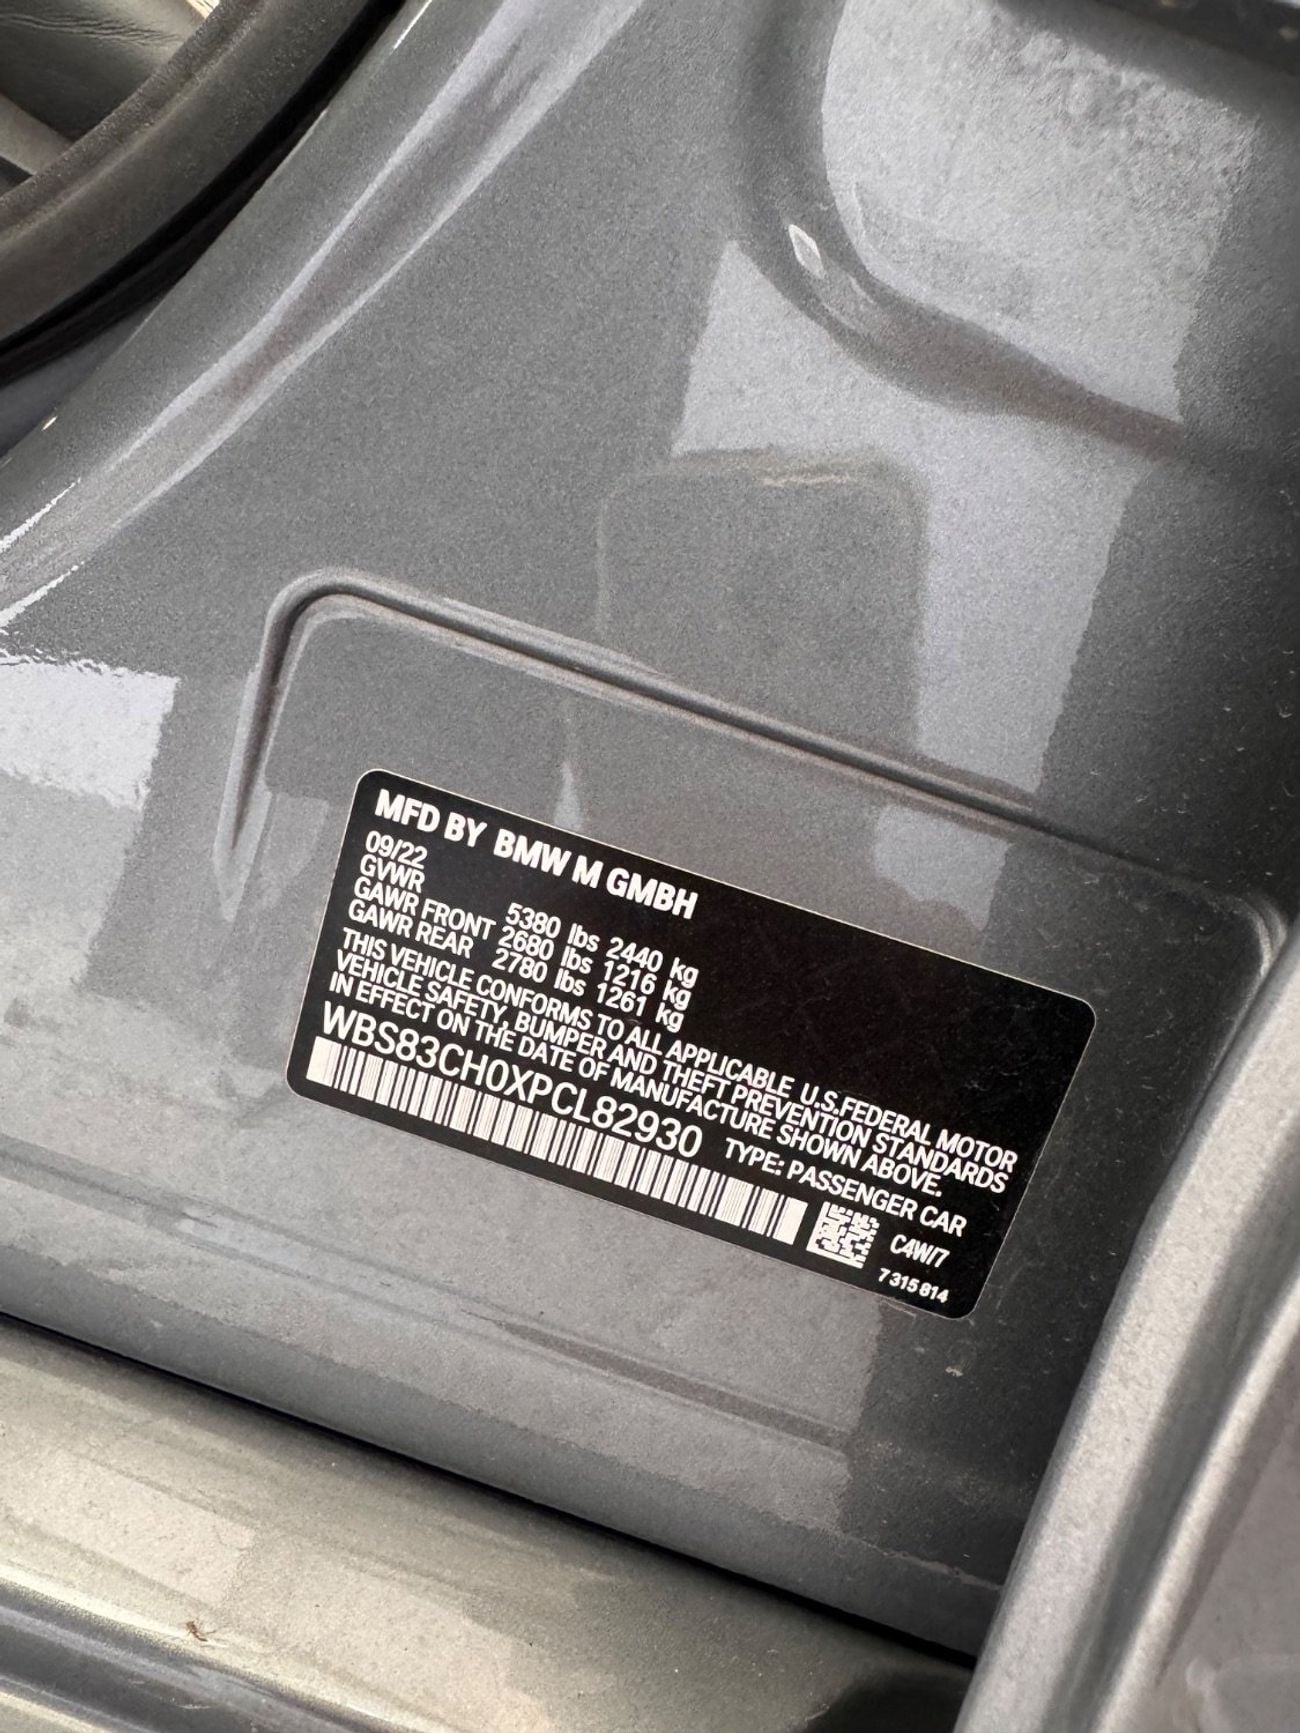 MFD BY BMW M GMBH
09/22
GVWR 5380 lbs 2440 kg
GAWR FRONT 2680 lbs 1216 kg
GAWR REAR 2780 lbs 1261 kg
THIS VEHICLE CONFORMS TO ALL APPLICABLE U.S.FEDERAL MOTOR
VEHICLE SAFETY, BUMPER AND THEFT PREVENTION STANDARDS
IN EFFECT ON THE DATE OF MANUFACTURE SHOWN ABOVE.
WBS83CH0XPCL82930 TYPE: PASSENGER CAR
C4W/7
7 315 814